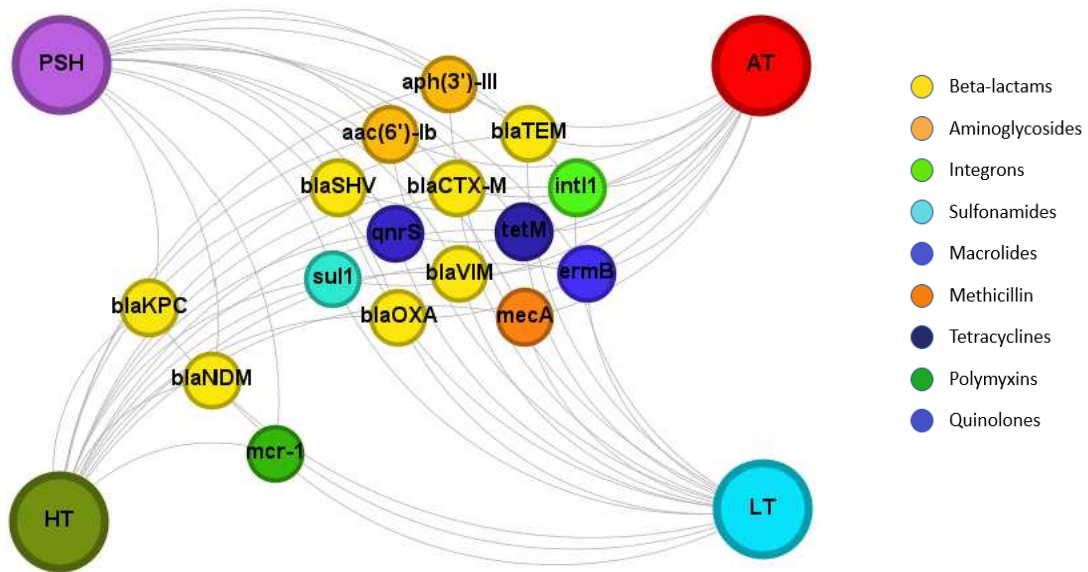 PSH
AT
aph(3')-III
aac(6')-Ib
blaTEM
blaSHV
blaCTX-M
intI1
qnrS
tetM
sul1
blaVIM
ermB
blaKPC
blaOXA
mecA
blaNDM
mcr-1
HT
LT
Beta-lactams
Aminoglycosides
Integrons
Sulfonamides
Macrolides
Methicillin
Tetracyclines
Polymyxins
Quinolones